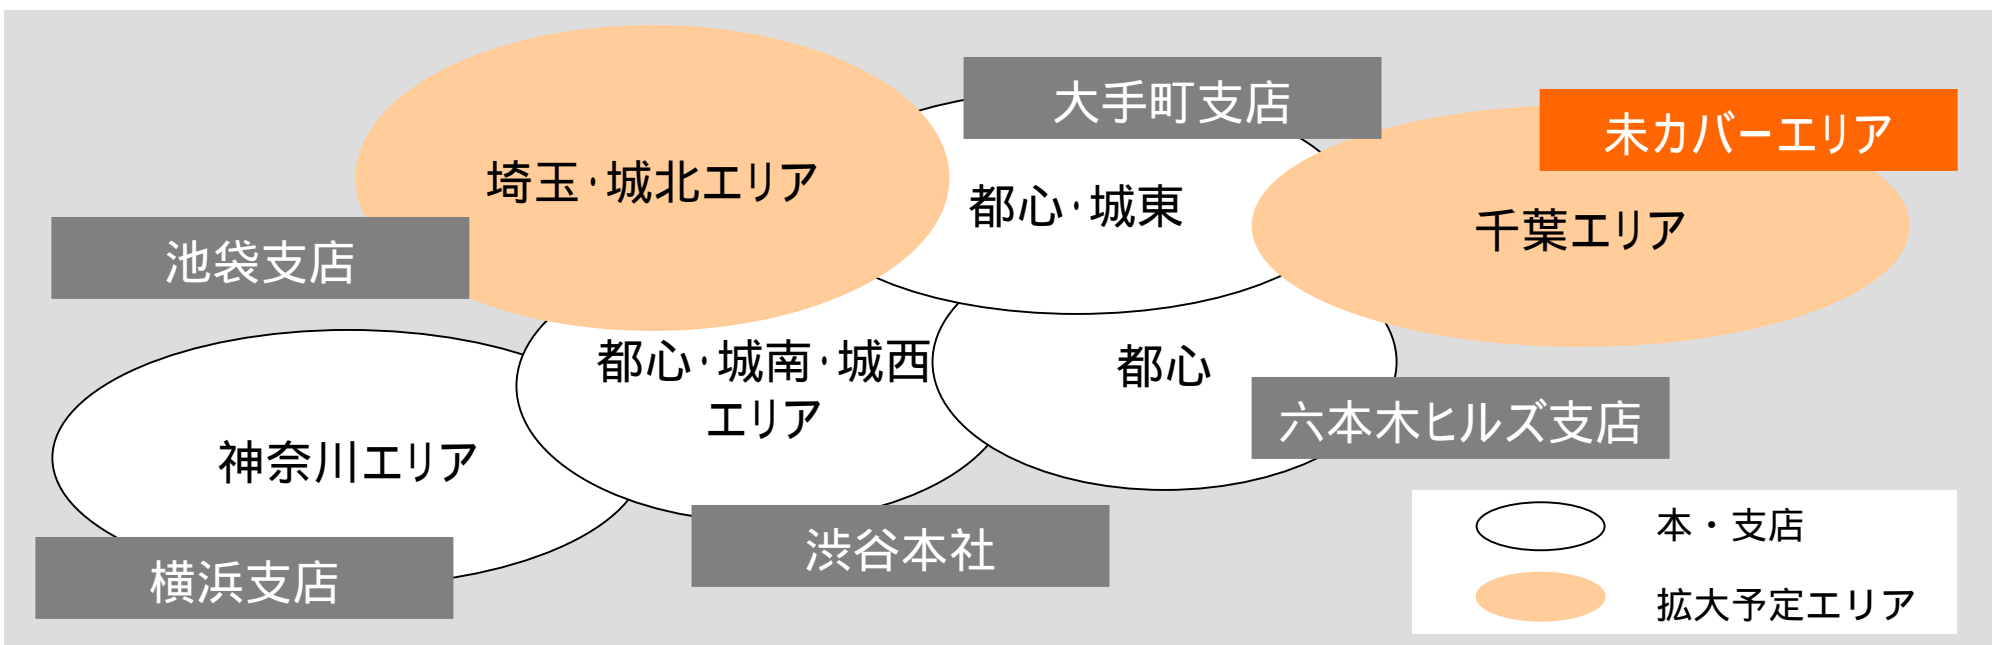 大手町支店
未カバーエリア
埼玉･城北エリア
都心･城東
千葉エリア
池袋支店
都心･城南･城西
エリア
都心
六本木ヒルズ支店
神奈川エリア
渋谷本社
横浜支店
本・支店
拡大予定エリア